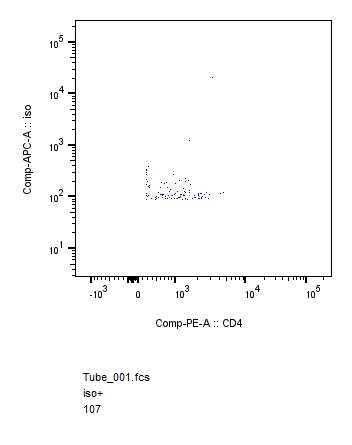 10^5
10^4
10^3
10^2
10^1
Comp-APC-A :: iso
-10^3 0 10^3 10^4 10^5
Comp-PE-A :: CD4
Tube_001.fcs
iso+
107